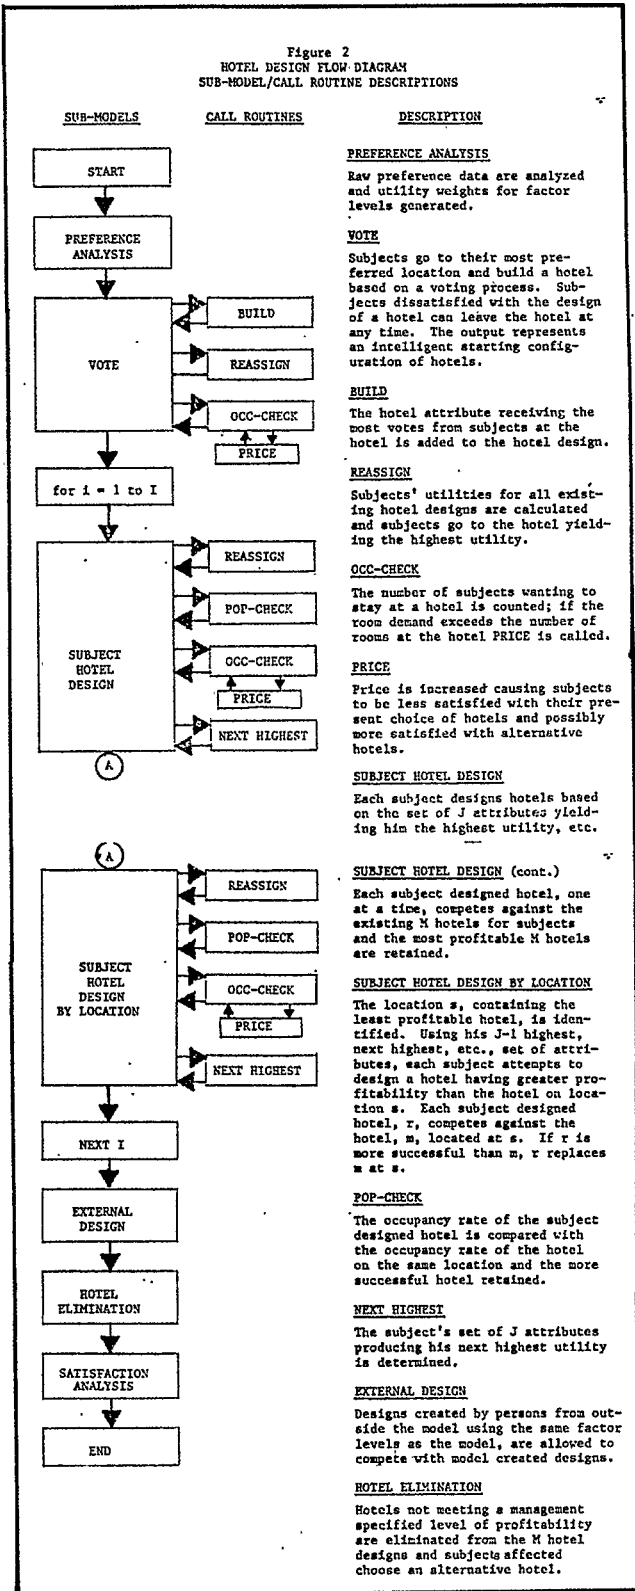 Figure 2
HOTEL DESIGN FLOW DIAGRAM
SUB-MODEL/CALL ROUTINE DESCRIPTIONS
SUB-MODELS
CALL ROUTINES
DESCRIPTION
START
PREFERENCE
ANALYSIS
VOTE
BUILD
REASSIGN
OCC-CHECK
PRICE
for i = 1 to I
SUBJECT
HOTEL
DESIGN
REASSIGN
POP-CHECK
OCC-CHECK
PRICE
NEXT HIGHEST
A
A
SUBJECT
HOTEL
DESIGN
BY LOCATION
REASSIGN
POP-CHECK
OCC-CHECK
PRICE
NEXT HIGHEST
NEXT I
EXTERNAL
DESIGN
HOTEL
ELIMINATION
SATISFACTION
ANALYSIS
END
PREFERENCE ANALYSIS
Raw preference data are analyzed
and utility weights for factor
levels generated.
VOTE
Subjects go to their most pre-
ferred location and build a hotel
based on a voting process. Sub-
jects dissatisfied with the design
of a hotel can leave the hotel at
any time. The output represents
an intelligent starting config-
uration of hotels.
BUILD
The hotel attribute receiving the
most votes from subjects at the
hotel is added to the hotel design.
REASSIGN
Subjects' utilities for all exist-
ing hotel designs are calculated
and subjects go to the hotel yield-
ing the highest utility.
OCC-CHECK
The number of subjects wanting to
stay at a hotel is counted; if the
room demand exceeds the number of
rooms at the hotel PRICE is called.
PRICE
Price is increased causing subjects
to be less satisfied with their pre-
sent choice of hotels and possibly
more satisfied with alternative
hotels.
SUBJECT HOTEL DESIGN
Each subject designs hotels based
on the set of J attributes yield-
ing him the highest utility, etc.
SUBJECT HOTEL DESIGN (cont.)
Each subject designed hotel, one
at a time, competes against the
existing M hotels for subjects
and the most profitable M hotels
are retained.
SUBJECT HOTEL DESIGN BY LOCATION
The location s, containing the
least profitable hotel, is iden-
tified. Using his J-1 highest,
next highest, etc., set of attri-
butes, each subject attempts to
design a hotel having greater pro-
fitability than the hotel on loca-
tion s. Each subject designed
hotel, r, competes against the
hotel, m, located at s. If r is
more successful than m, r replaces
m at s.
POP-CHECK
The occupancy rate of the subject
designed hotel is compared with
the occupancy rate of the hotel
on the same location and the more
successful hotel retained.
NEXT HIGHEST
The subject's set of J attributes
producing his next highest utility
is determined.
EXTERNAL DESIGN
Designs created by persons from out-
side the model using the same factor
levels as the model, are allowed to
compete with model created designs.
HOTEL ELIMINATION
Hotels not meeting a management
specified level of profitability
are eliminated from the M hotel
designs and subjects affected
choose an alternative hotel.